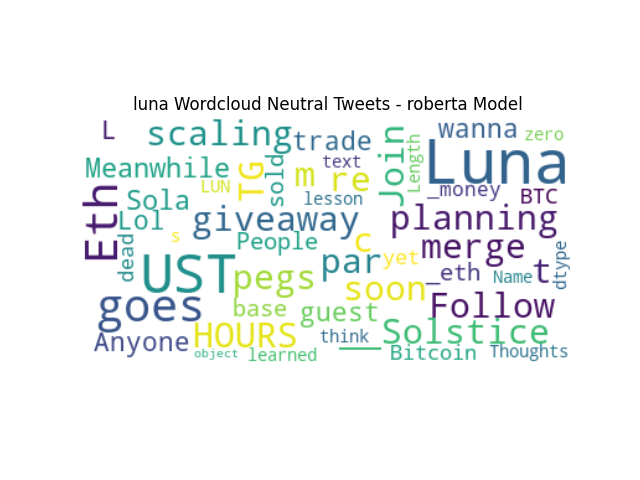 luna Wordcloud Neutral Tweets - roberta Model
L scaling trade Join wanna zero
Meanwhile LUN TG sold text m re lesson Length Luna
Eth Sola _money BTC
Lol s giveaway c planning
dead People yet merge
UST pegs par _eth Name t dtype
goes base guest soon Follow
Anyone HOURS think Solstice
object learned Bitcoin Thoughts